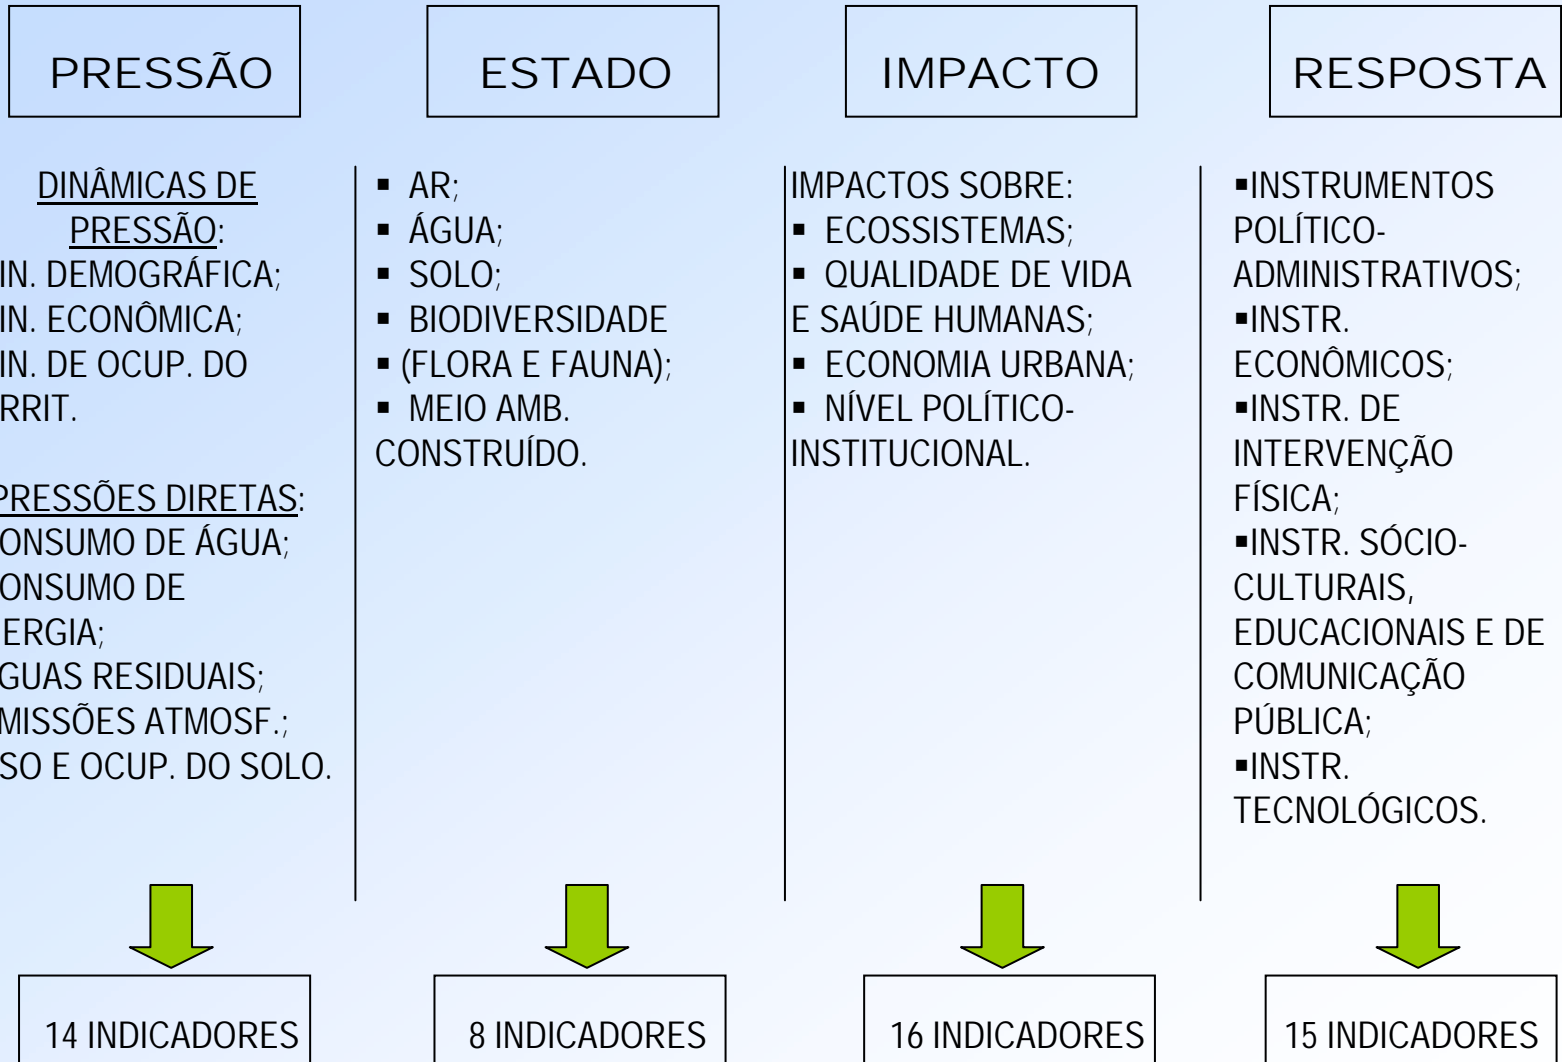 PRESSÃO
DINÂMICAS DE
PRESSÃO:
IN. DEMOGRÁFICA;
IN. ECONÔMICA;
IN. DE OCUP. DO
RRIT.
PRESSÕES DIRETAS:
ONSUMO DE ÁGUA;
ONSUMO DE
ERGIA;
GUAS RESIDUAIS;
MISSÕES ATMOSF.;
SO E OCUP. DO SOLO.
14 INDICADORES
ESTADO
▪ AR;
▪ ÁGUA;
▪ SOLO;
▪ BIODIVERSIDADE
▪ (FLORA E FAUNA);
▪ MEIO AMB.
CONSTRUÍDO.
8 INDICADORES
IMPACTO
IMPACTOS SOBRE:
▪ ECOSSISTEMAS;
▪ QUALIDADE DE VIDA
E SAÚDE HUMANAS;
▪ ECONOMIA URBANA;
▪ NÍVEL POLÍTICO-
INSTITUCIONAL.
16 INDICADORES
RESPOSTA
▪INSTRUMENTOS
POLÍTICO-
ADMINISTRATIVOS;
▪INSTR.
ECONÔMICOS;
▪INSTR. DE
INTERVENÇÃO
FÍSICA;
▪INSTR. SÓCIO-
CULTURAIS,
EDUCACIONAIS E DE
COMUNICAÇÃO
PÚBLICA;
▪INSTR.
TECNOLÓGICOS.
15 INDICADORES